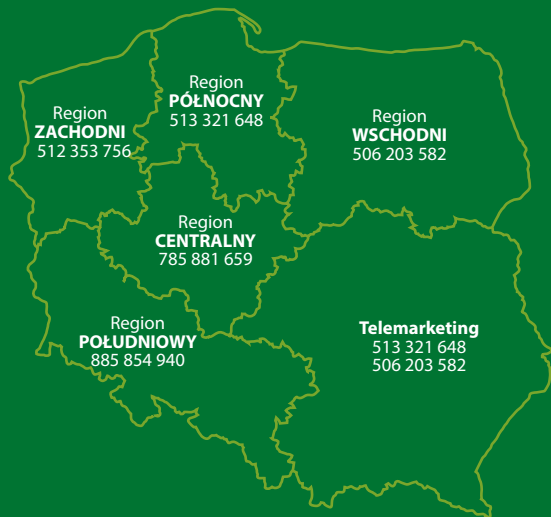 Region
ZACHODNI
512 353 756
Region
PÓŁNOCNY
513 321 648
Region
WSCHODNI
506 203 582
Region
CENTRALNY
785 881 659
Region
POŁUDNIOWY
885 854 940
Telemarketing
513 321 648
506 203 582